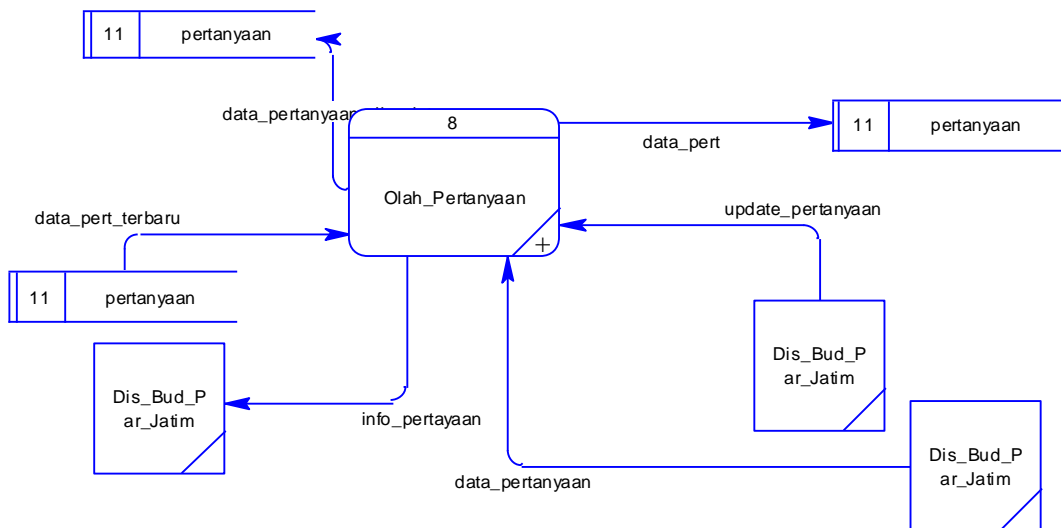 11 pertanyaan
data_pertanyaan
8
data_pert
11 pertanyaan
Olah_Pertanyaan
+
data_pert_terbaru
update_pertanyaan
11 pertanyaan
Dis_Bud_P
ar_Jatim
Dis_Bud_P
ar_Jatim
info_pertayaan
data_pertanyaan
Dis_Bud_P
ar_Jatim